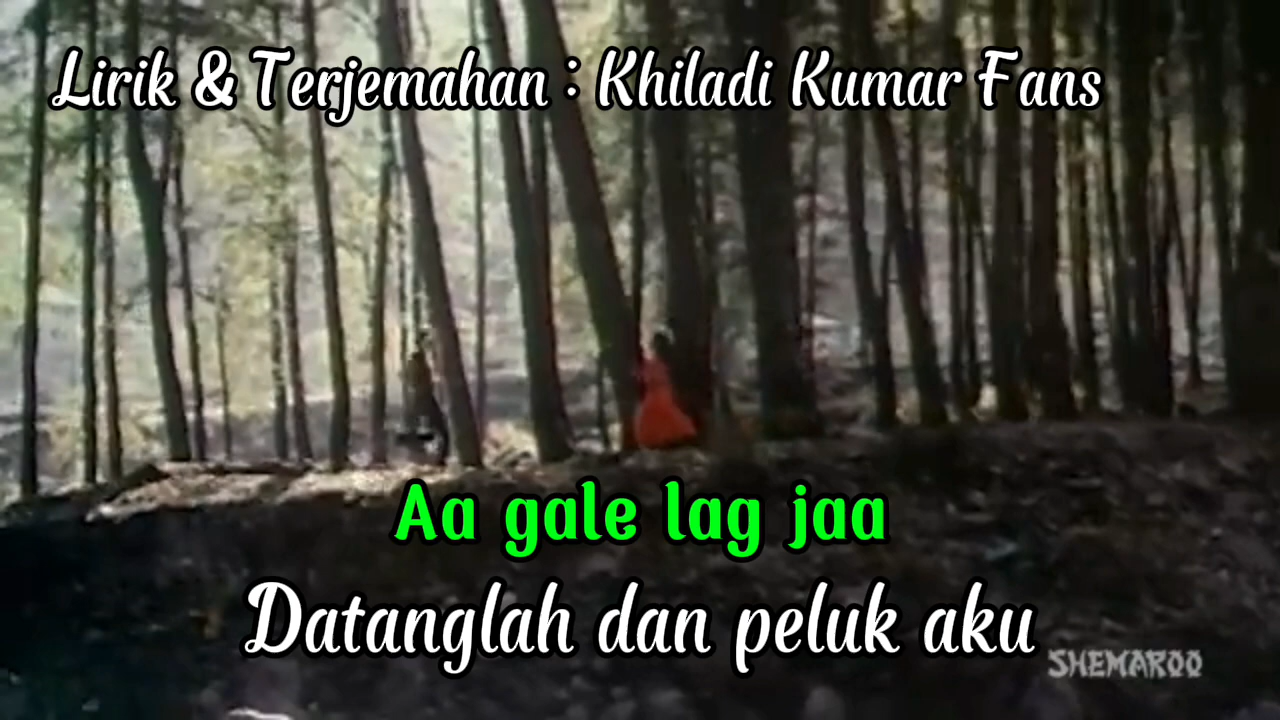 Lirik & Terjemahan : Khiladi Kumar Fans
Aa gale lag jaa
Datanglah dan peluk aku
SHEMAROO